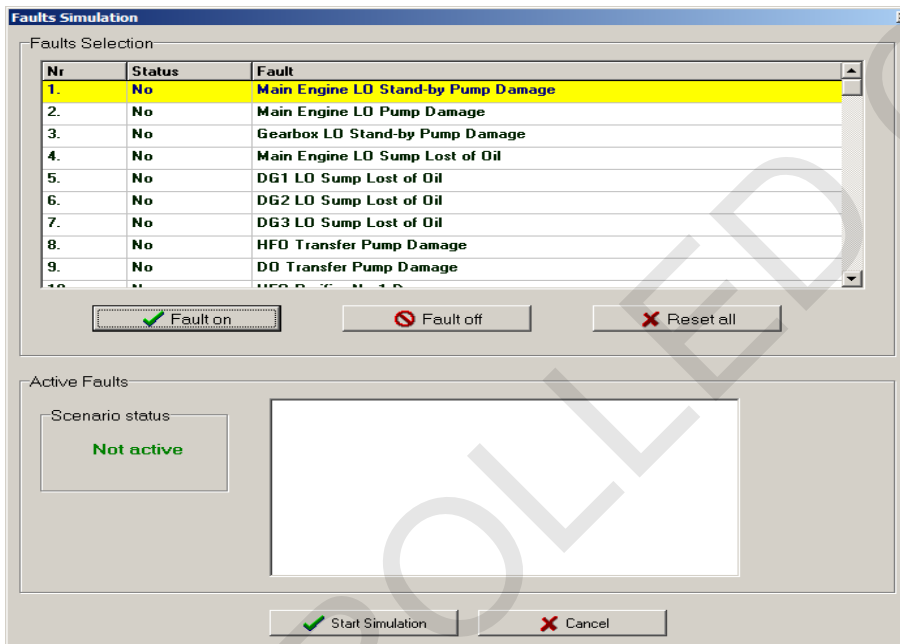 Faults Simulation
Faults Selection
Nr Status Fault
1. No Main Engine LO Stand-by Pump Damage
2. No Main Engine LO Pump Damage
3. No Gearbox LO Stand-by Pump Damage
4. No Main Engine LO Sump Lost of Oil
5. No DG1 LO Sump Lost of Oil
6. No DG2 LO Sump Lost of Oil
7. No DG3 LO Sump Lost of Oil
8. No HFO Transfer Pump Damage
9. No DO Transfer Pump Damage
Fault on Fault off Reset all
Active Faults
Scenario status
Not active
Start Simulation Cancel
OLLED